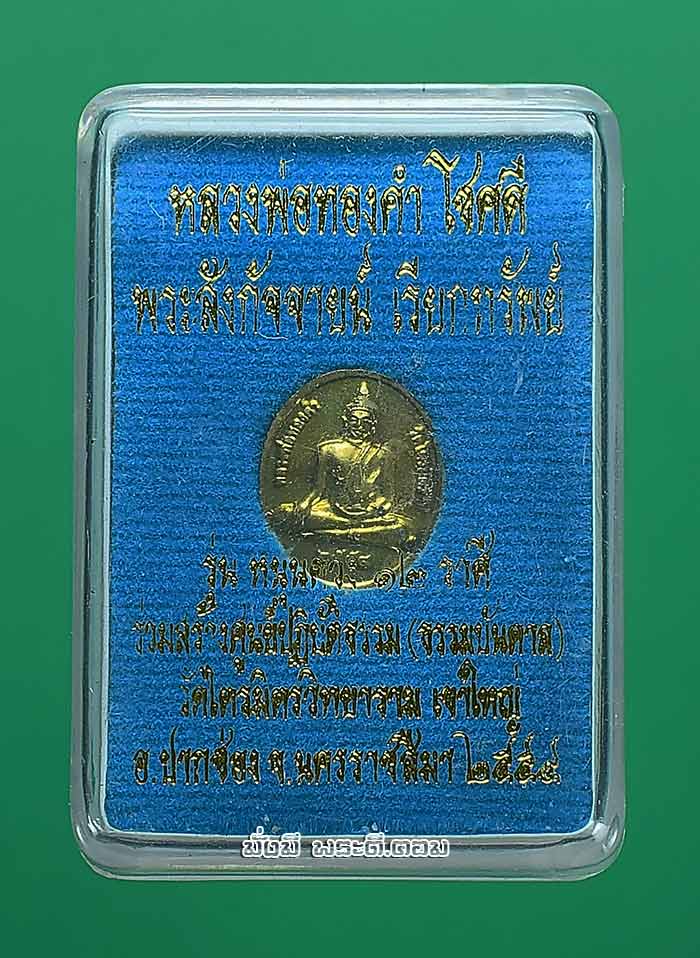 หลวงพ่อทองคำ โชคดี
พระสังกัจจายน์ เรียกทรัพย์
รุ่น หนุนดวง ๑๒ ราศี
ร่วมสร้างศูนย์ปฏิบัติธรรม (ธรรมบันดาล)
วัดไตรมิตรวิทยาราม เขาใหญ่
อ.ปากช่อง จ.นครราชสีมา ๒๕๕๕
มั่งมี พระดี.คอม